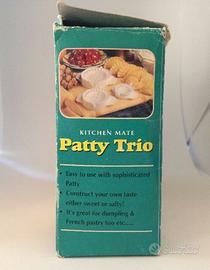 KITCHEN MATE
Patty Trio
• Easy to use with sophisticated
Patty
• Construct your own taste
either sweet or salty!
• It's great for dumpling &
French pastry too etc.....
subito